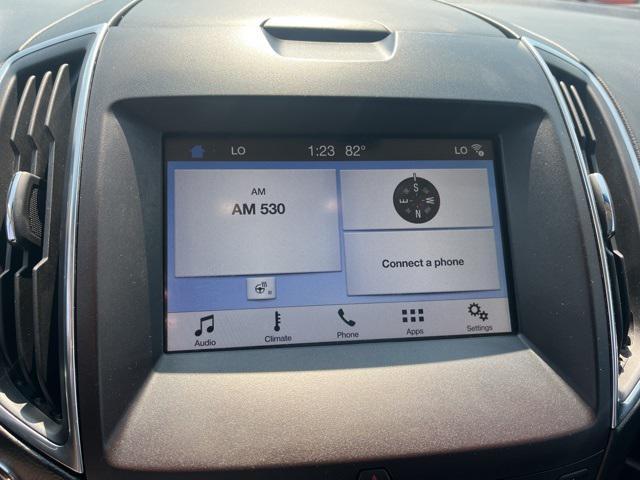 LO 1:23 82° LO
AM
AM 530
S
E W
N
Connect a phone
Audio Climate Phone Apps Settings